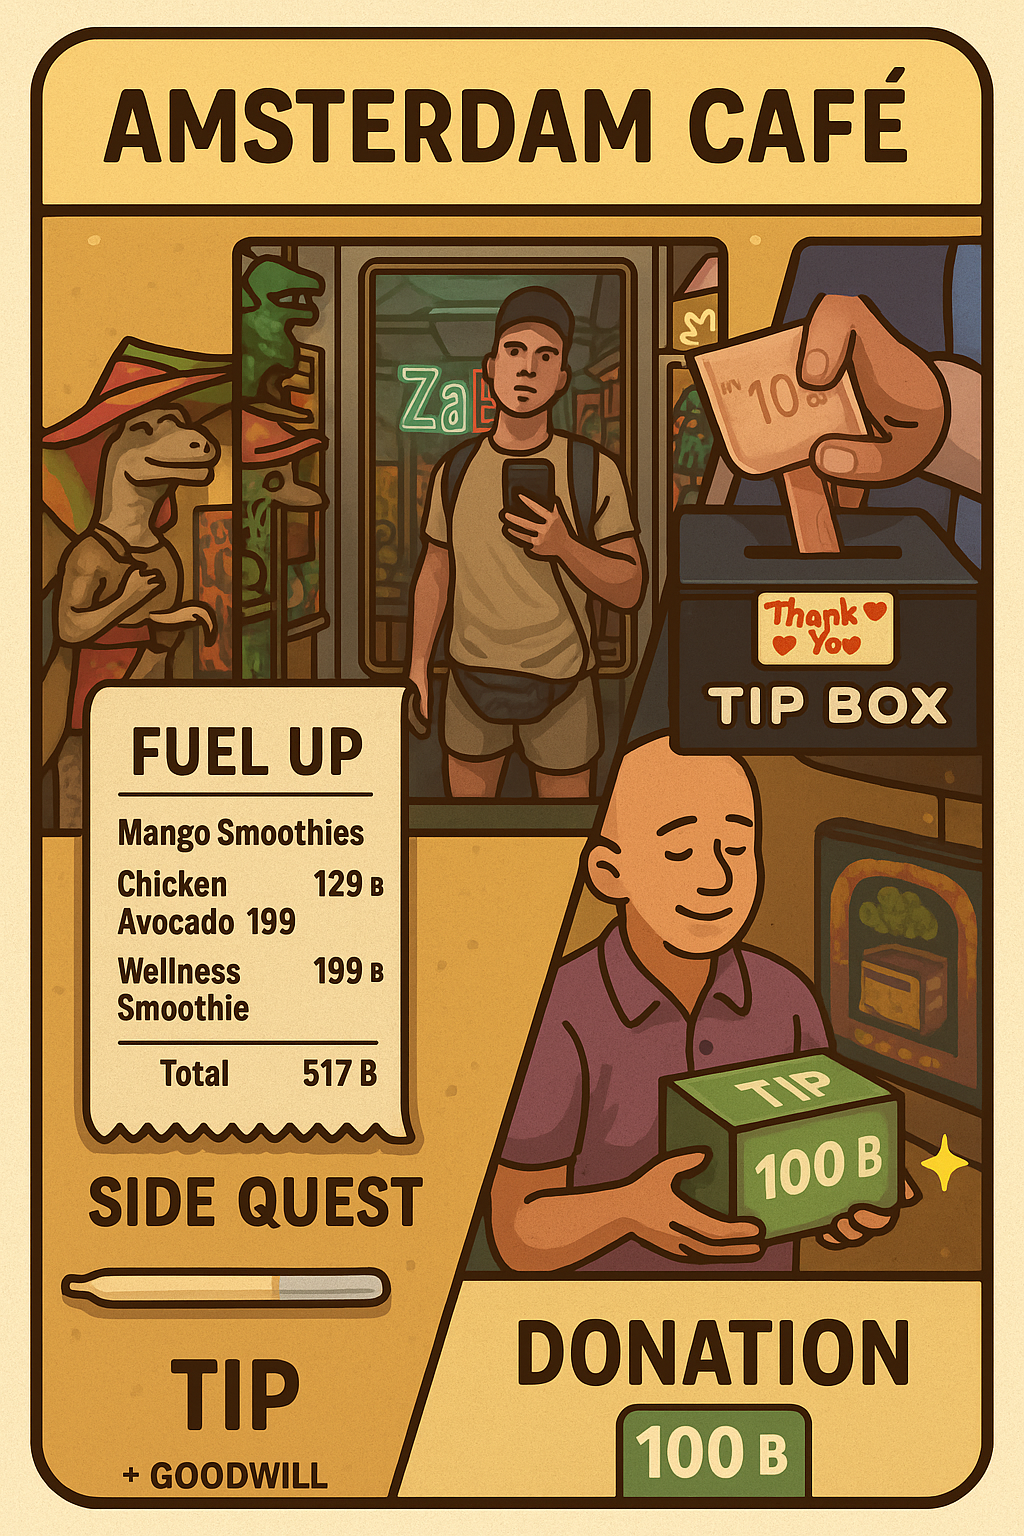 AMSTERDAM CAFÉ
Za
10
Thank
You
TIP BOX
FUEL UP
Mango Smoothies
Chicken 129 B
Avocado 199
Wellness 199 B
Smoothie
Total 517 B
TIP
100 B
SIDE QUEST
TIP
+ GOODWILL
DONATION
100 B